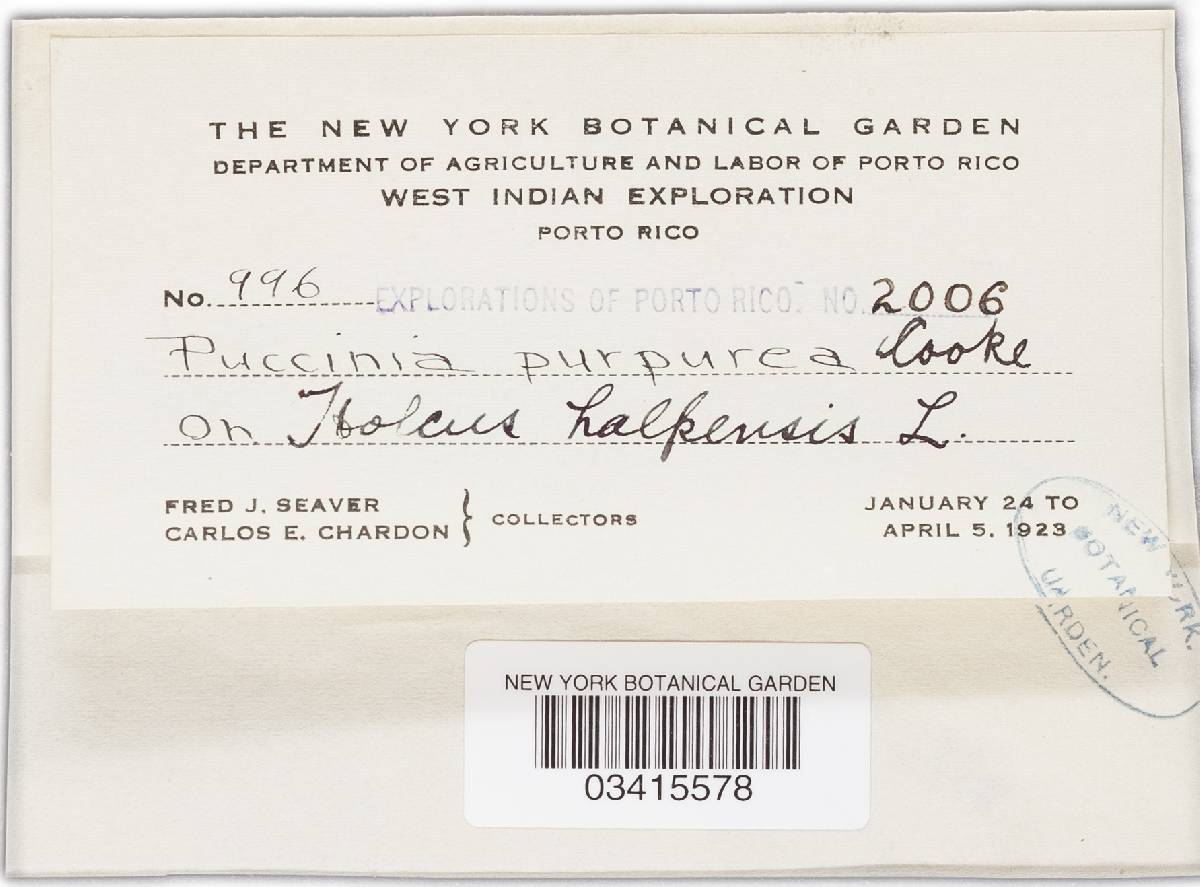 THE NEW YORK BOTANICAL GARDEN
DEPARTMENT OF AGRICULTURE AND LABOR OF PORTO RICO
WEST INDIAN EXPLORATION
PORTO RICO
No. 996 EXPLORATIONS OF PORTO RICO. NO. 2006
Puccinia purpurea Cooke
on Holcus halpensis L.
FRED J. SEAVER
CARLOS E. CHARDON } COLLECTORS
JANUARY 24 TO
APRIL 5, 1923
NEW YORK
BOTANICAL
GARDEN.
NEW YORK BOTANICAL GARDEN
03415578